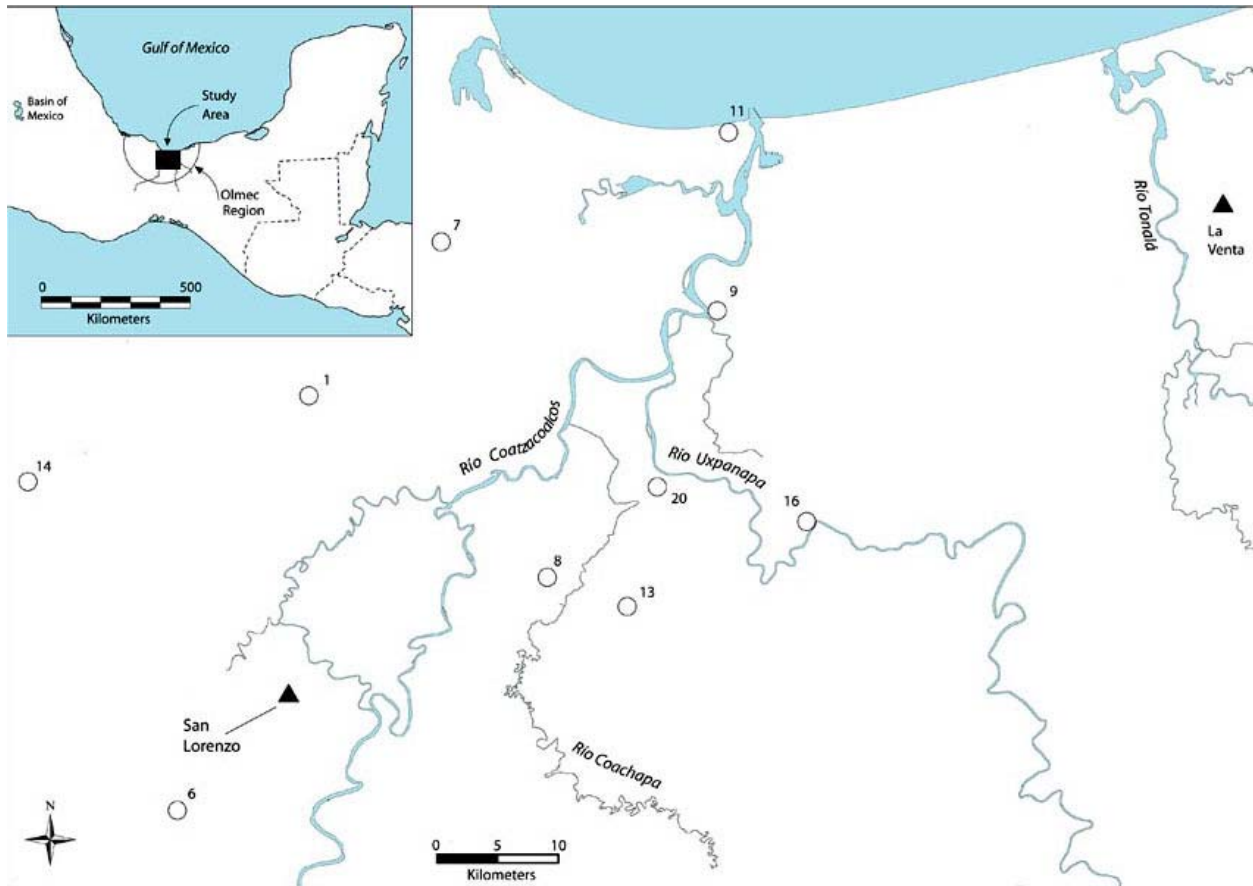 Gulf of Mexico
Basin of
Mexico
Study
Area
Olmec
Region
0
500
Kilometers
11
7
Río Tonalá
La
Venta
9
1
Río Coatzacoalcos
14
Río Uxpanapa
20
16
8
13
San
Lorenzo
Río Coachapa
6
N
0
5
10
Kilometers